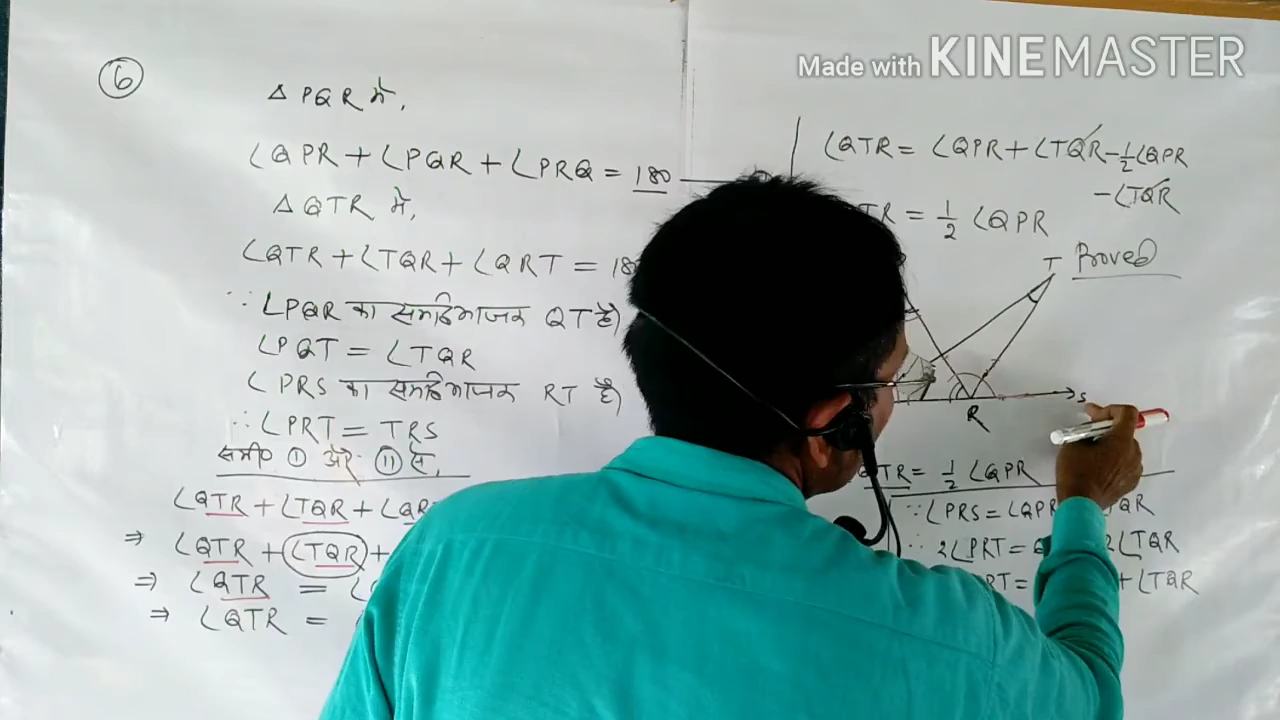 Made with KINEMASTER
6
Δ PQR में,
∠QPR + ∠PQR + ∠PRQ = 180
Δ QTR में,
∠QTR + ∠TQR + ∠QRT =
∵ ∠PQR का समद्विभाजक QT है)
∠PQT = ∠TQR
∠PRS का समद्विभाजक RT है)
∴ ∠PRT = TRS
समी० ① और ⑪ से,
∠QTR + ∠TQR +
⇒ ∠QTR + ∠TQR +
⇒ ∠QTR =
⇒ ∠QTR =
∠QTR = ∠QPR + ∠TQR - ½∠QPR
- ∠TQR
TR = ½ ∠QPR
Proved
T
R
S
QTR = ½ ∠QPR
∵ ∠PRS = ∠QPR
∵ 2∠PRT = 2∠TQR
RT = + ∠TQR